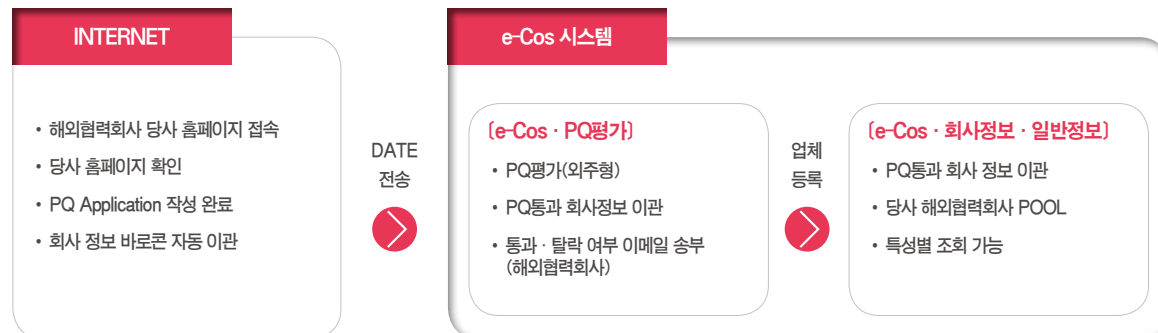 INTERNET
• 해외협력회사 당사 홈페이지 접속
• 당사 홈페이지 확인
• PQ Application 작성 완료
• 회사 정보 바로콘 자동 이관
DATE
전송
e-Cos 시스템
[e-Cos · PQ평가]
• PQ평가(외주형)
• PQ통과 회사정보 이관
• 통과 · 탈락 여부 이메일 송부
(해외협력회사)
업체
등록
[e-Cos · 회사정보 · 일반정보]
• PQ통과 회사 정보 이관
• 당사 해외협력회사 POOL
• 특성별 조회 가능